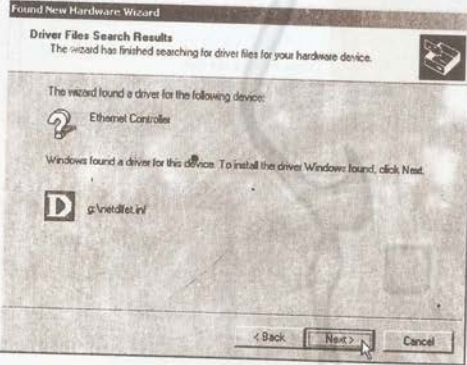 Found New Hardware Wizard
Driver Files Search Results
The wizard has finished searching for driver files for your hardware device.
The wizard found a driver for the following device:
Ethernet Controller
Windows found a driver for this device. To install the driver Windows found, click Next.
D g:\netdlfet.inf
< Back Next > Cancel